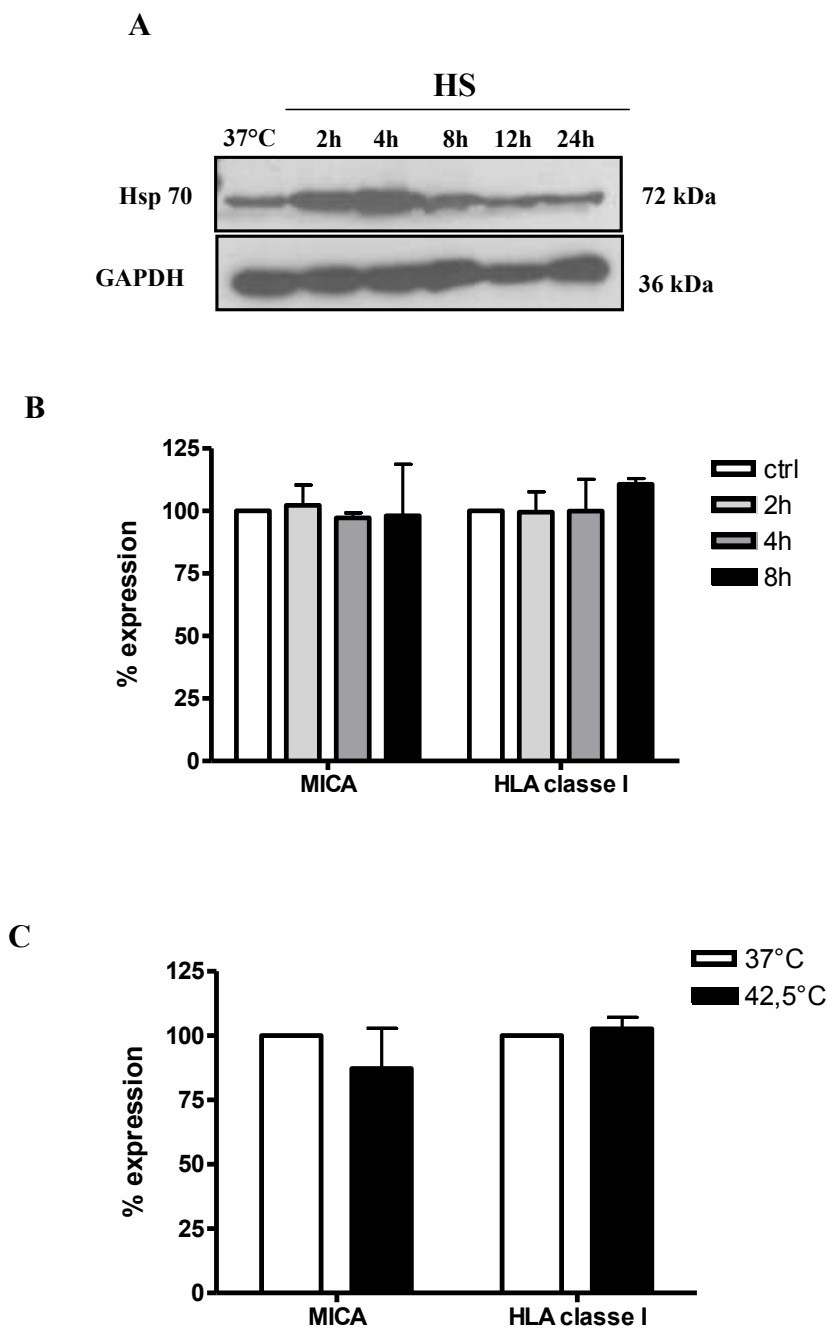 A
HS
37°C 2h 4h 8h 12h 24h
Hsp 70 72 kDa
GAPDH 36 kDa
B
125
100
75
50
25
0
% expression
MICA HLA classe I
ctrl
2h
4h
8h
C
125
100
75
50
25
0
% expression
MICA HLA classe I
37°C
42,5°C